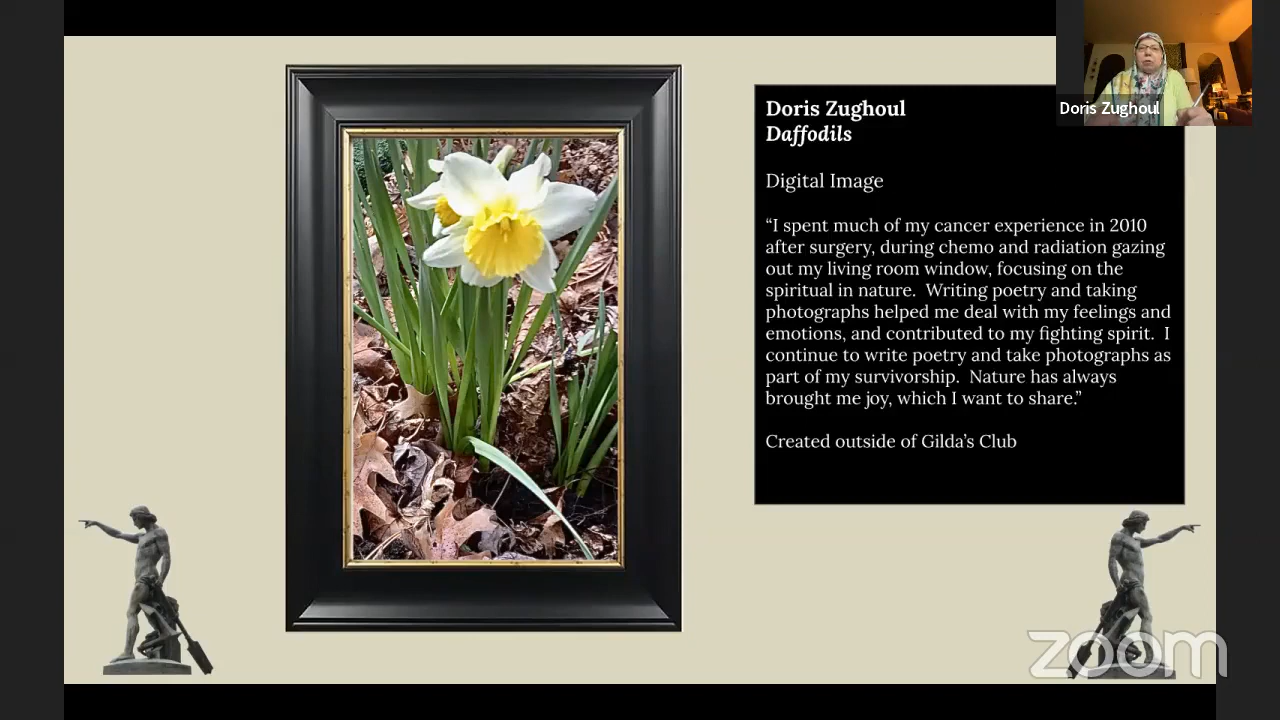 Doris Zughoul
Daffodils
Digital Image
“I spent much of my cancer experience in 2010
after surgery, during chemo and radiation gazing
out my living room window, focusing on the
spiritual in nature.  Writing poetry and taking
photographs helped me deal with my feelings and
emotions, and contributed to my fighting spirit.  I
continue to write poetry and take photographs as
part of my survivorship.  Nature has always
brought me joy, which I want to share.”
Created outside of Gilda’s Club
Doris Zughoul
zoom